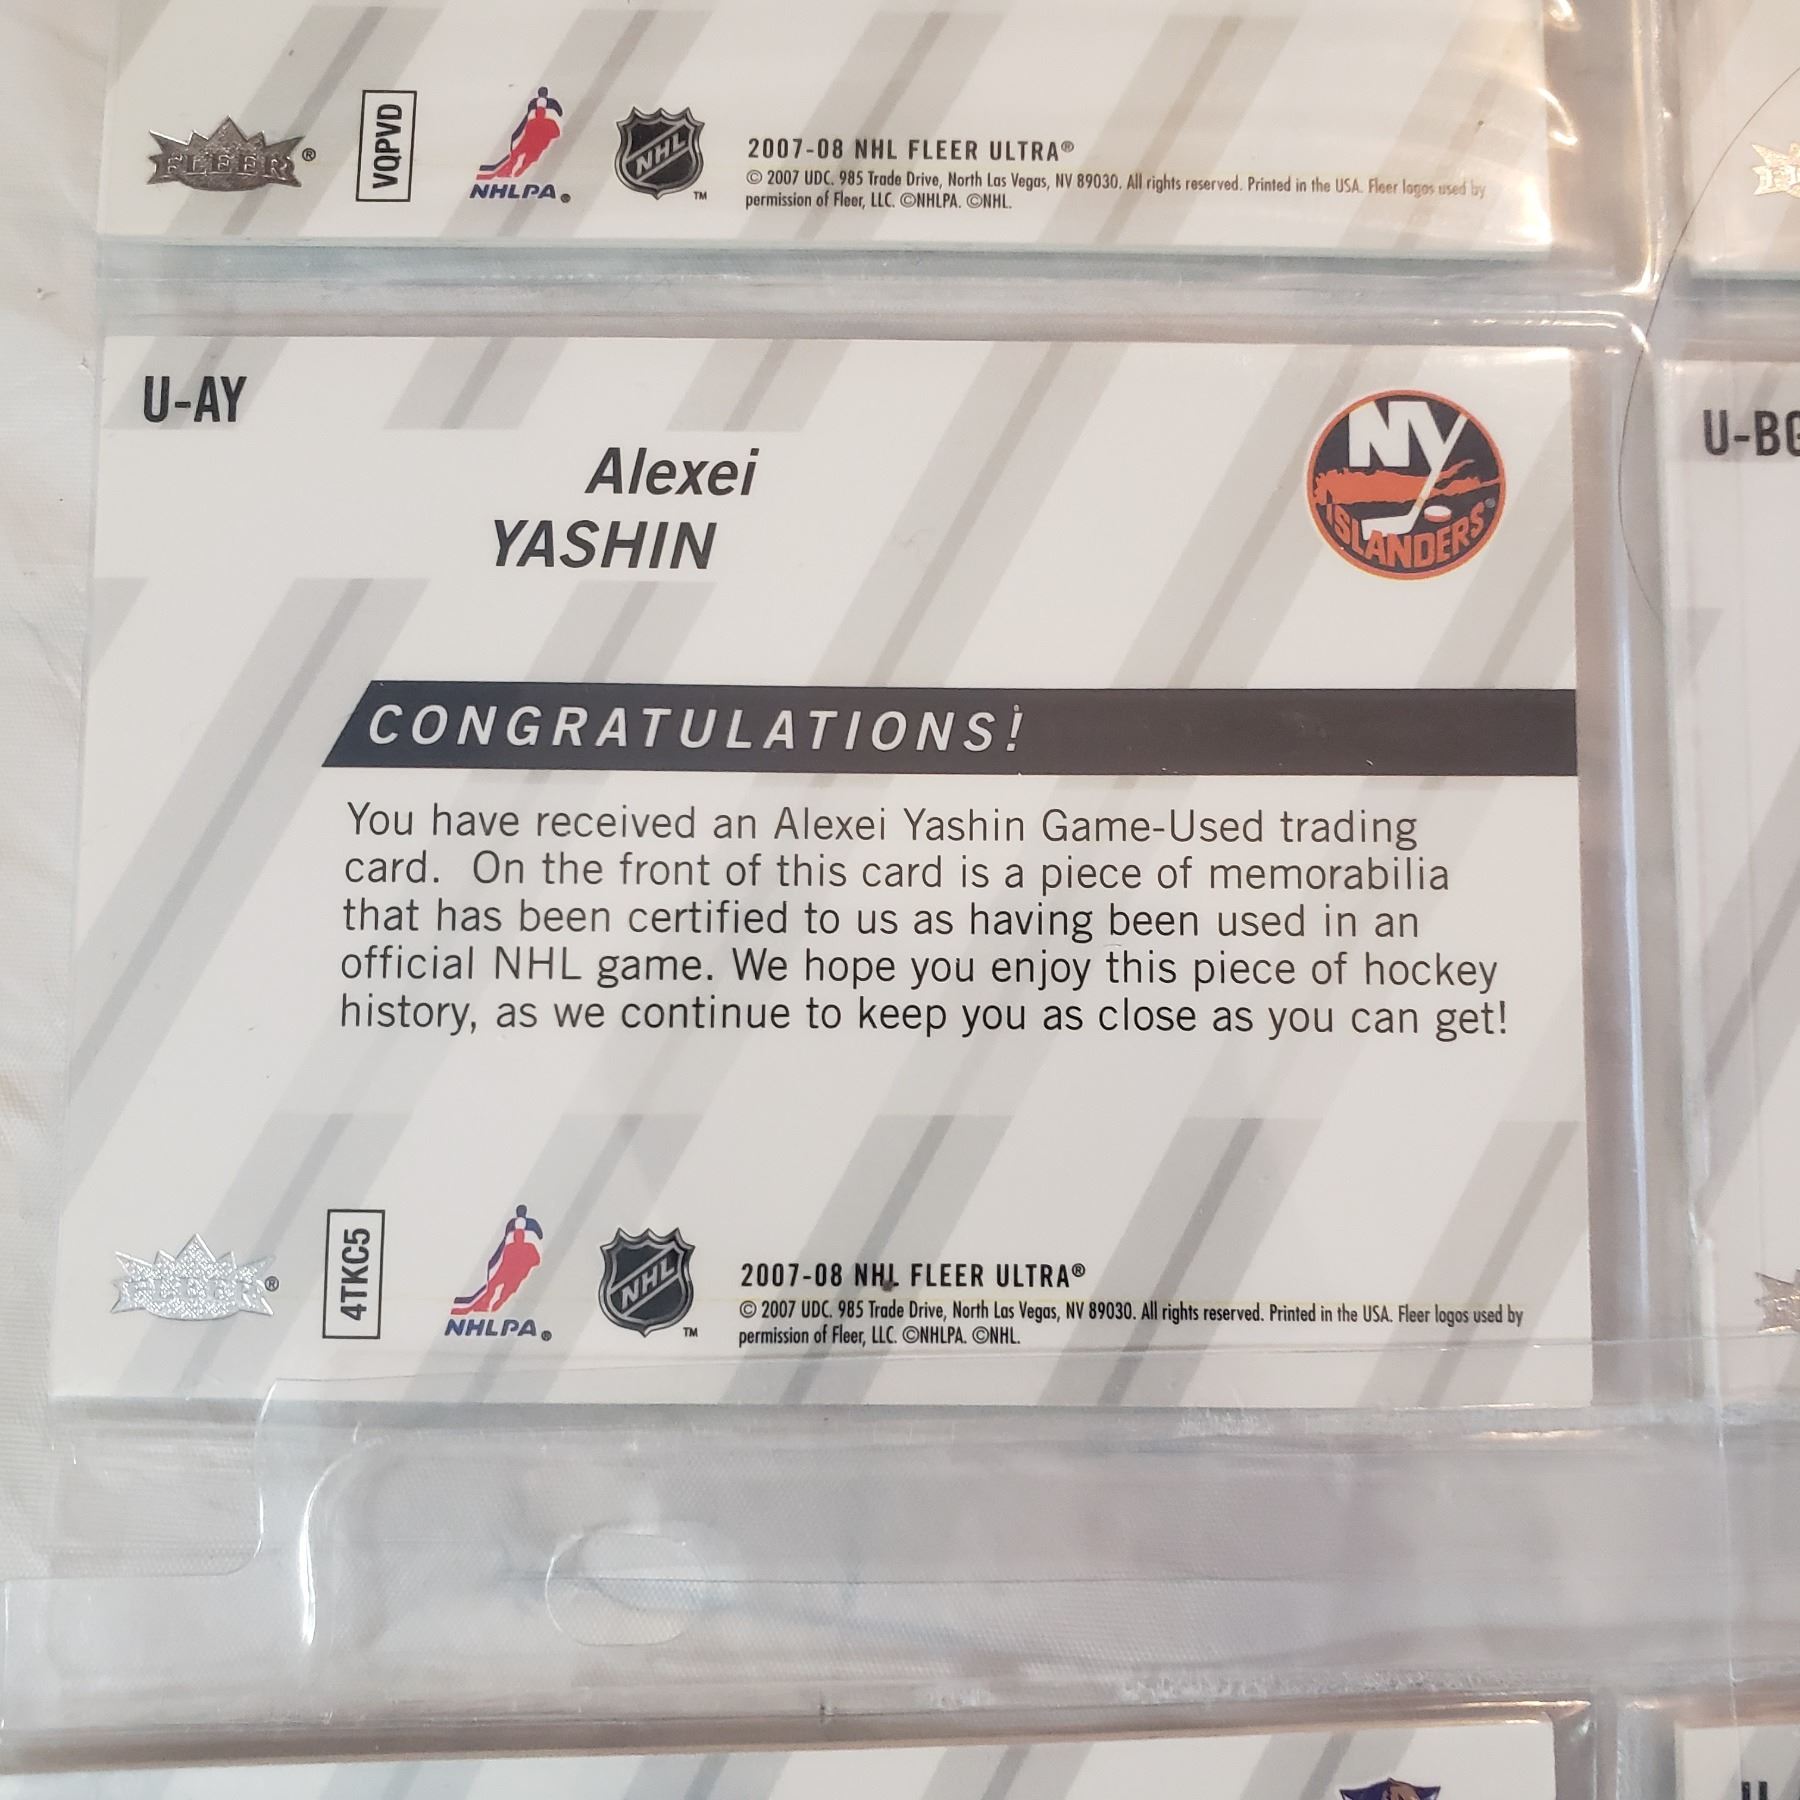 FLEER®
VQPVD
NHLPA®
NHL
TM
2007-08 NHL FLEER ULTRA®
© 2007 UDC. 985 Trade Drive, North Las Vegas, NV 89030. All rights reserved. Printed in the USA. Fleer logos used by
permission of Fleer, LLC. ©NHLPA. ©NHL.
U-AY
Alexei
YASHIN
NY
ISLANDERS
CONGRATULATIONS!
You have received an Alexei Yashin Game-Used trading
card. On the front of this card is a piece of memorabilia
that has been certified to us as having been used in an
official NHL game. We hope you enjoy this piece of hockey
history, as we continue to keep you as close as you can get!
FLEER®
4TKC5
NHLPA®
NHL
TM
2007-08 NHL FLEER ULTRA®
© 2007 UDC. 985 Trade Drive, North Las Vegas, NV 89030. All rights reserved. Printed in the USA. Fleer logos used by
permission of Fleer, LLC. ©NHLPA. ©NHL.